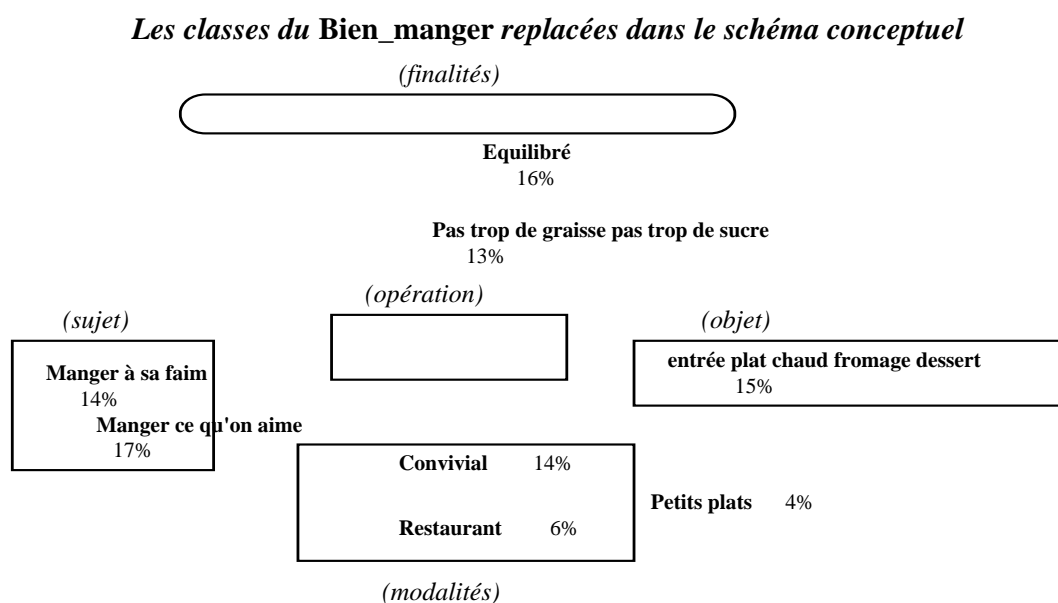 Les classes du Bien_manger replacées dans le schéma conceptuel
(finalités)
Equilibré
16%
Pas trop de graisse pas trop de sucre
13%
(opération)
(sujet)
(objet)
Manger à sa faim
14%
Manger ce qu'on aime
17%
entrée plat chaud fromage dessert
15%
Convivial 14%
Petits plats 4%
Restaurant 6%
(modalités)